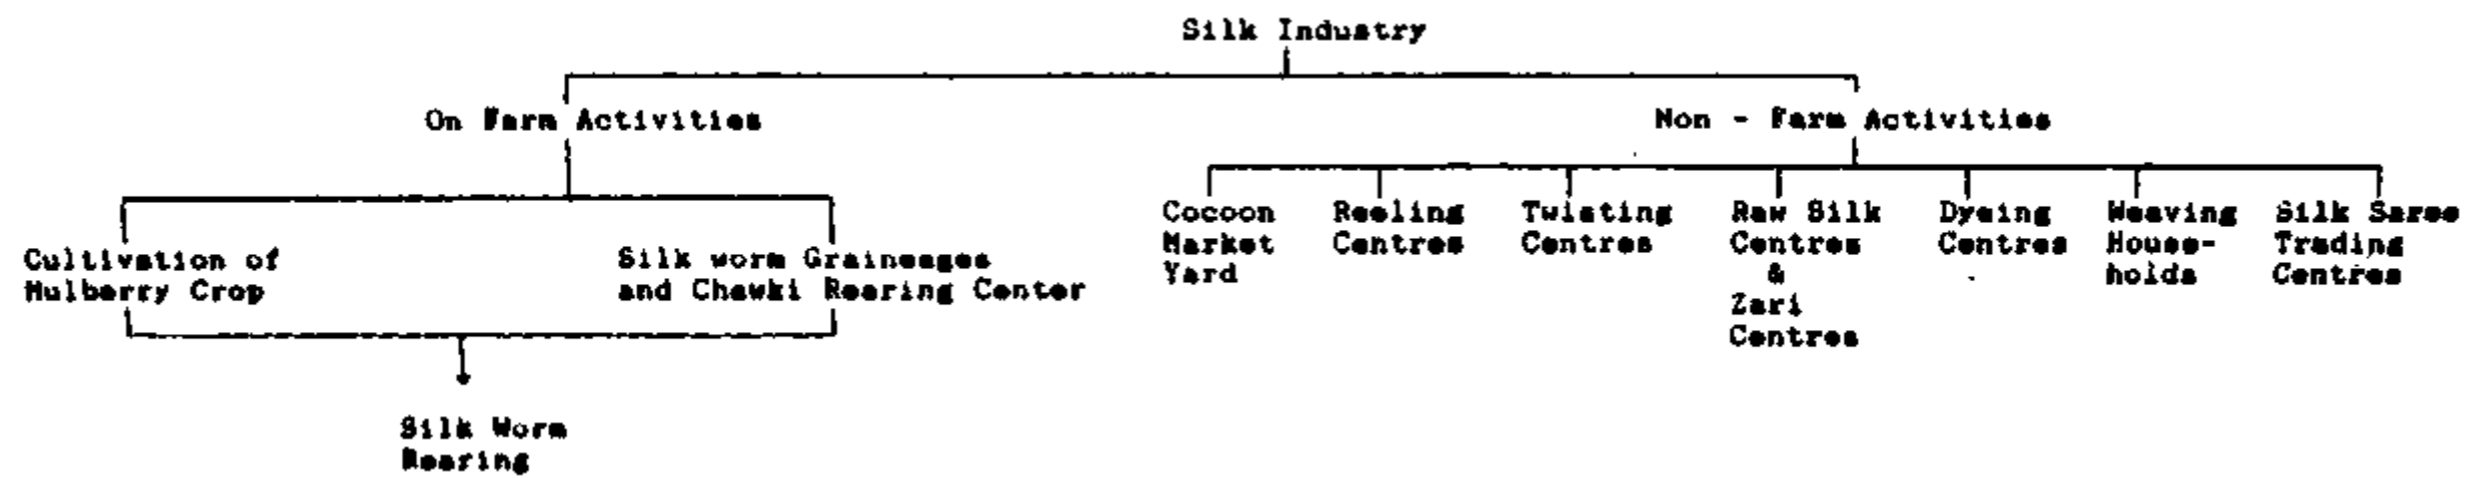 Silk Industry
On Farm Activities
Non - Farm Activities
Cultivation of
Mulberry Crop
Silk worm Graineages
and Chawki Rearing Center
Silk Worm
Rearing
Cocoon
Market
Yard
Reeling
Centres
Twisting
Centres
Raw Silk
Centres
&
Zari
Centres
Dyeing
Centres
Weaving
House-
holds
Silk Saree
Trading
Centres